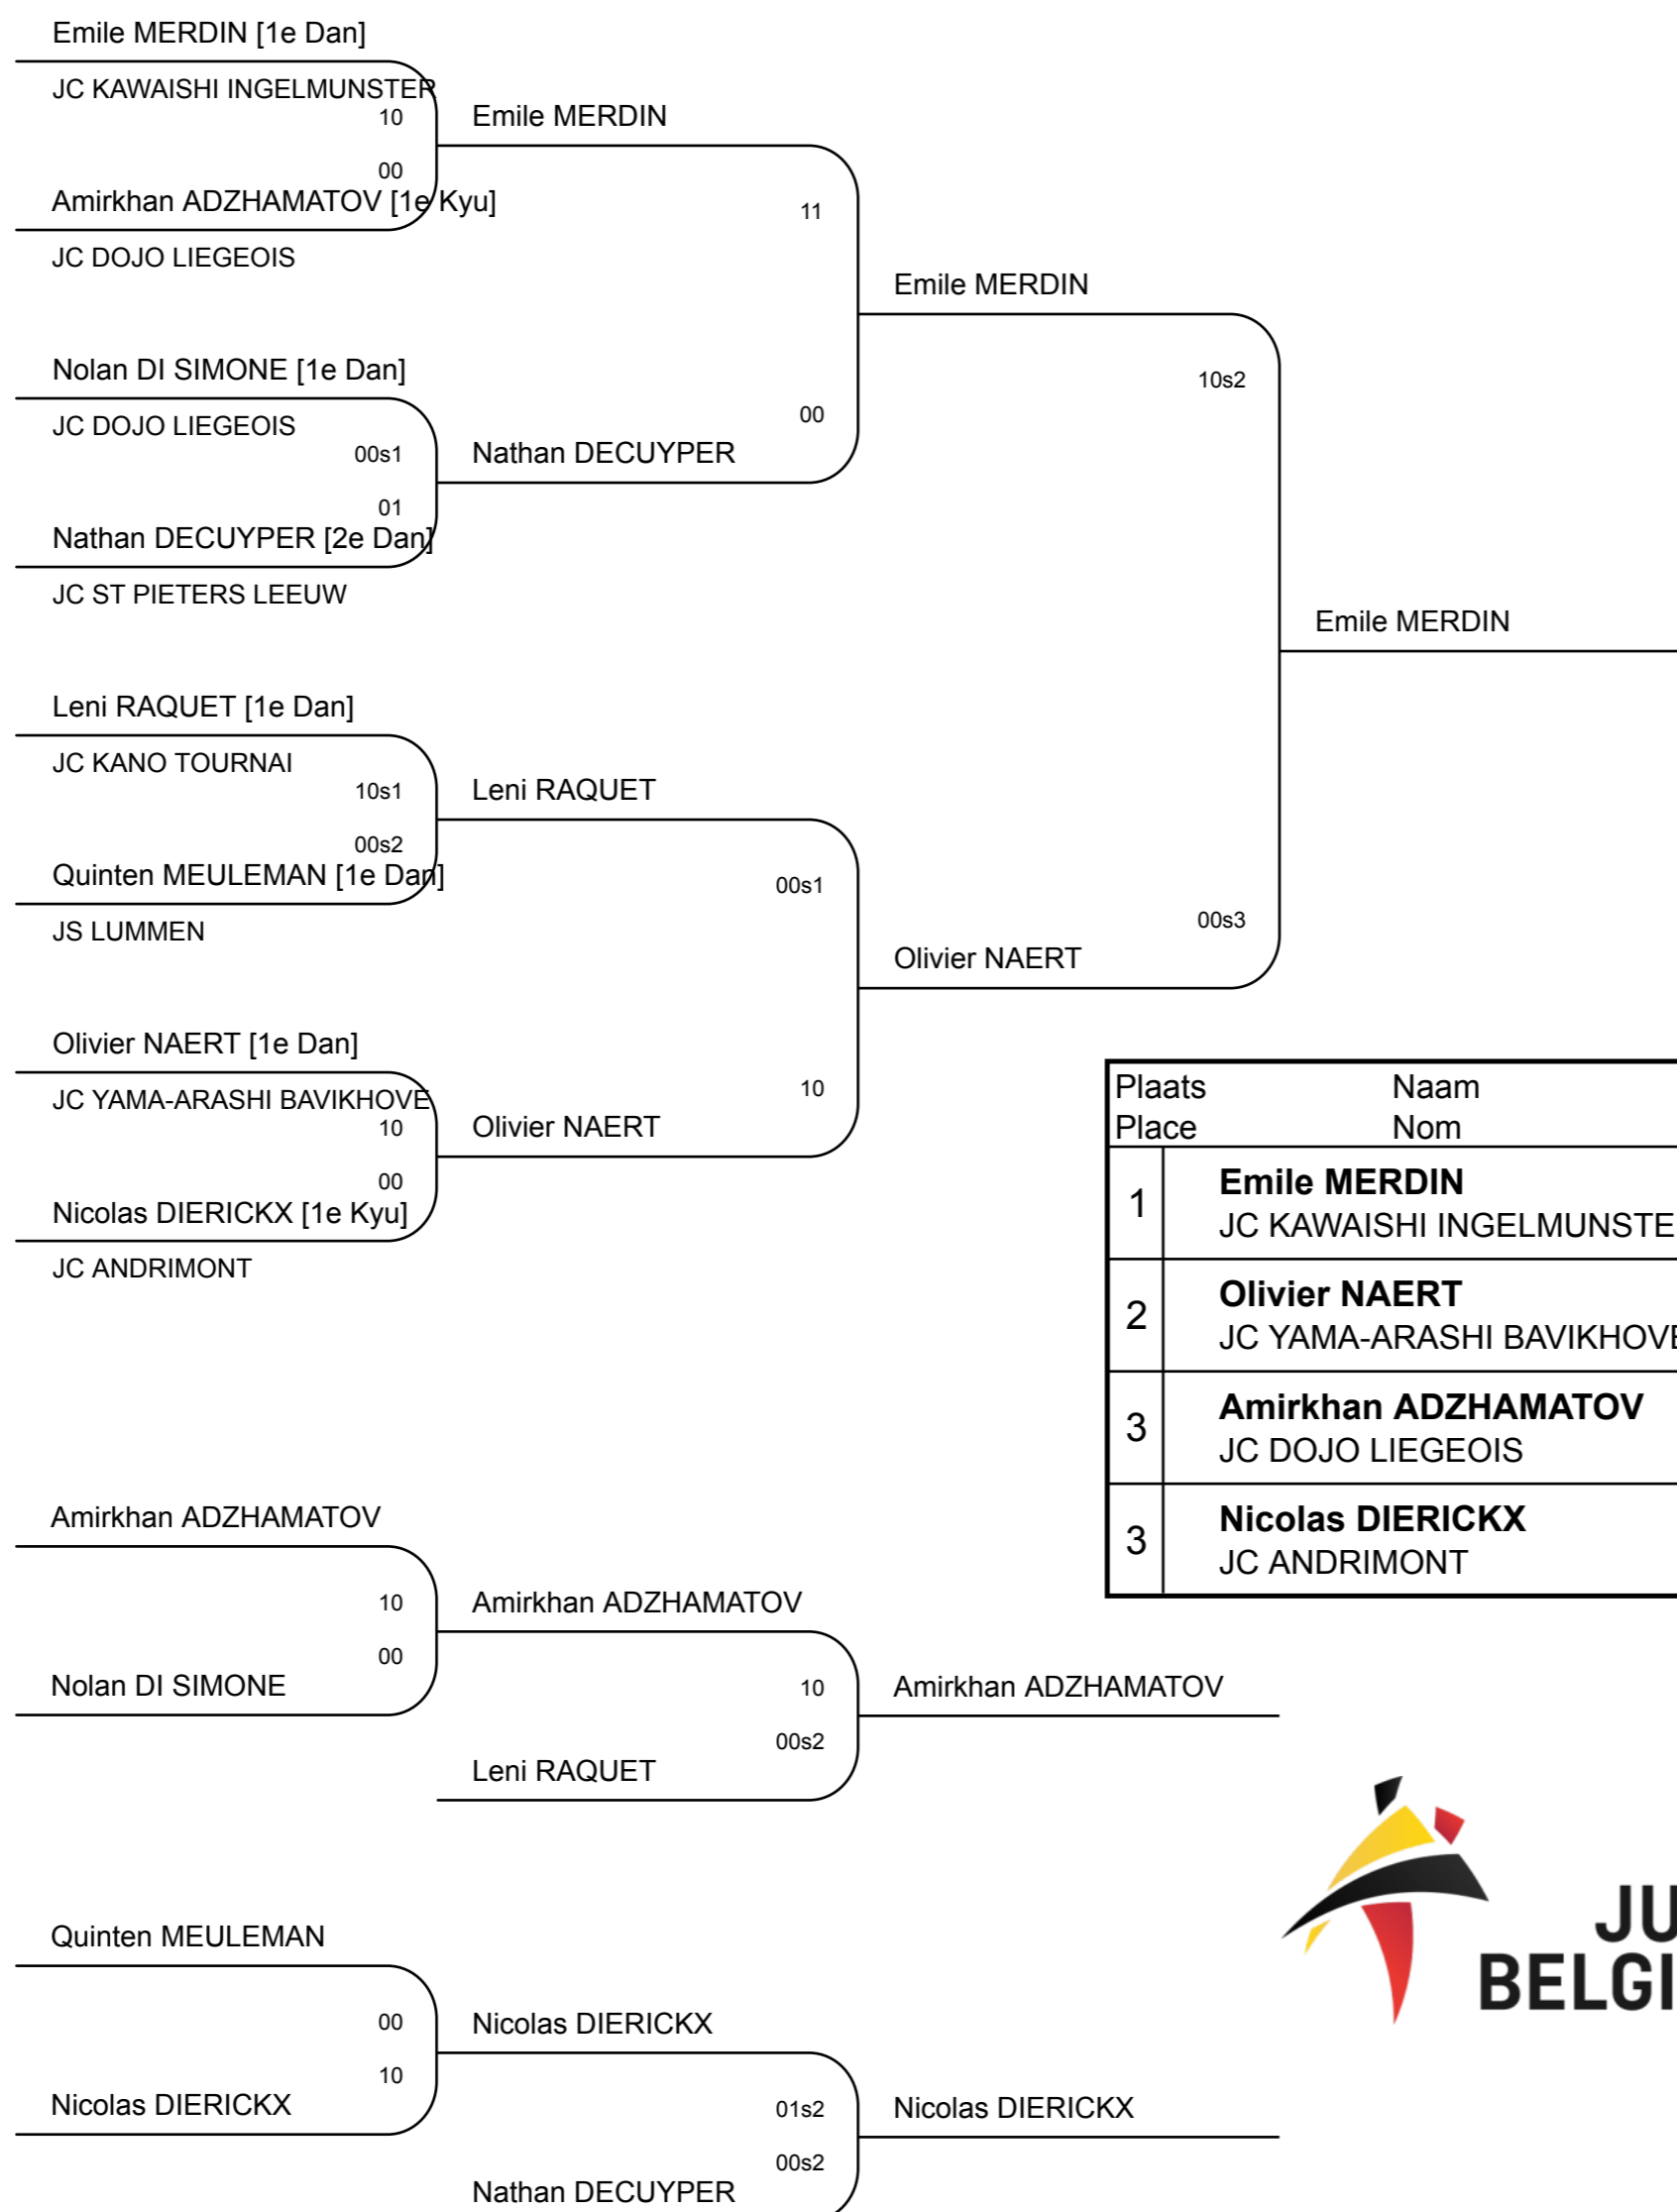 Emile MERDIN [1e Dan]
JC KAWAISHI INGELMUNSTER
10
00
Amirkhan ADZHAMATOV [1e Kyu]
JC DOJO LIEGEOIS
Emile MERDIN
11
Nolan DI SIMONE [1e Dan]
JC DOJO LIEGEOIS
00s1
01
Nathan DECUYPER [2e Dan]
JC ST PIETERS LEEUW
00
Nathan DECUYPER
Emile MERDIN
10s2
Emile MERDIN
Leni RAQUET [1e Dan]
JC KANO TOURNAI
10s1
00s2
Quinten MEULEMAN [1e Dan]
JS LUMMEN
Leni RAQUET
00s1
00s3
Olivier NAERT
Olivier NAERT [1e Dan]
JC YAMA-ARASHI BAVIKHOVE
10
00
Nicolas DIERICKX [1e Kyu]
JC ANDRIMONT
10
Olivier NAERT
Plaats Naam
Place Nom
1 Emile MERDIN
JC KAWAISHI INGELMUNSTE
2 Olivier NAERT
JC YAMA-ARASHI BAVIKHOVE
3 Amirkhan ADZHAMATOV
JC DOJO LIEGEOIS
3 Nicolas DIERICKX
JC ANDRIMONT
Amirkhan ADZHAMATOV
10
00
Nolan DI SIMONE
Amirkhan ADZHAMATOV
10
00s2
Leni RAQUET
Amirkhan ADZHAMATOV
Quinten MEULEMAN
00
10
Nicolas DIERICKX
Nicolas DIERICKX
01s2
00s2
Nathan DECUYPER
Nicolas DIERICKX
JU
BELGI